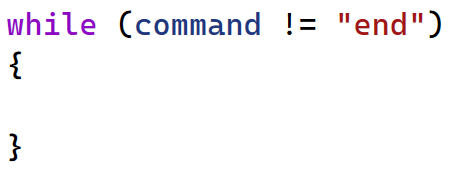 while (command != "end")
{
}